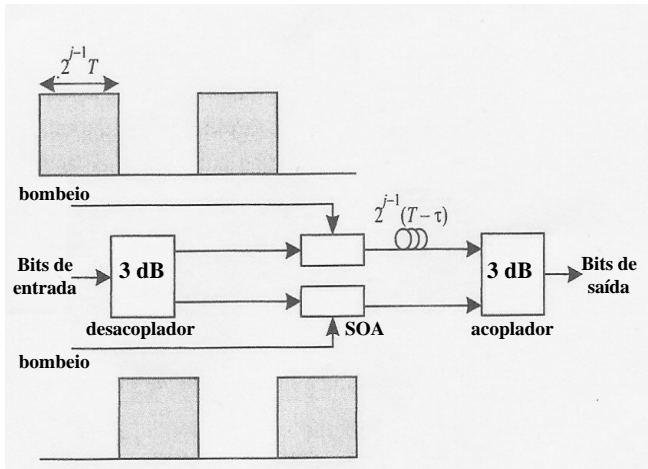 .2^{j-1} T
bombeio
2^{j-1}(T-τ)
Bits de
entrada
3 dB
3 dB
Bits de
saída
desacoplador
SOA
acoplador
bombeio